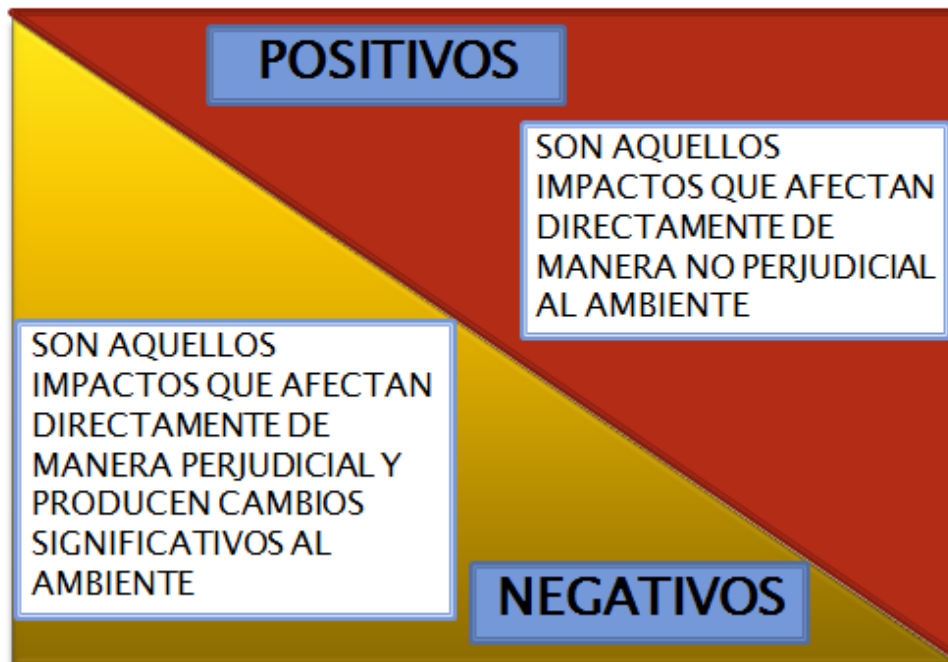 POSITIVOS
SON AQUELLOS
IMPACTOS QUE AFECTAN
DIRECTAMENTE DE
MANERA NO PERJUDICIAL
AL AMBIENTE
SON AQUELLOS
IMPACTOS QUE AFECTAN
DIRECTAMENTE DE
MANERA PERJUDICIAL Y
PRODUCEN CAMBIOS
SIGNIFICATIVOS AL
AMBIENTE
NEGATIVOS